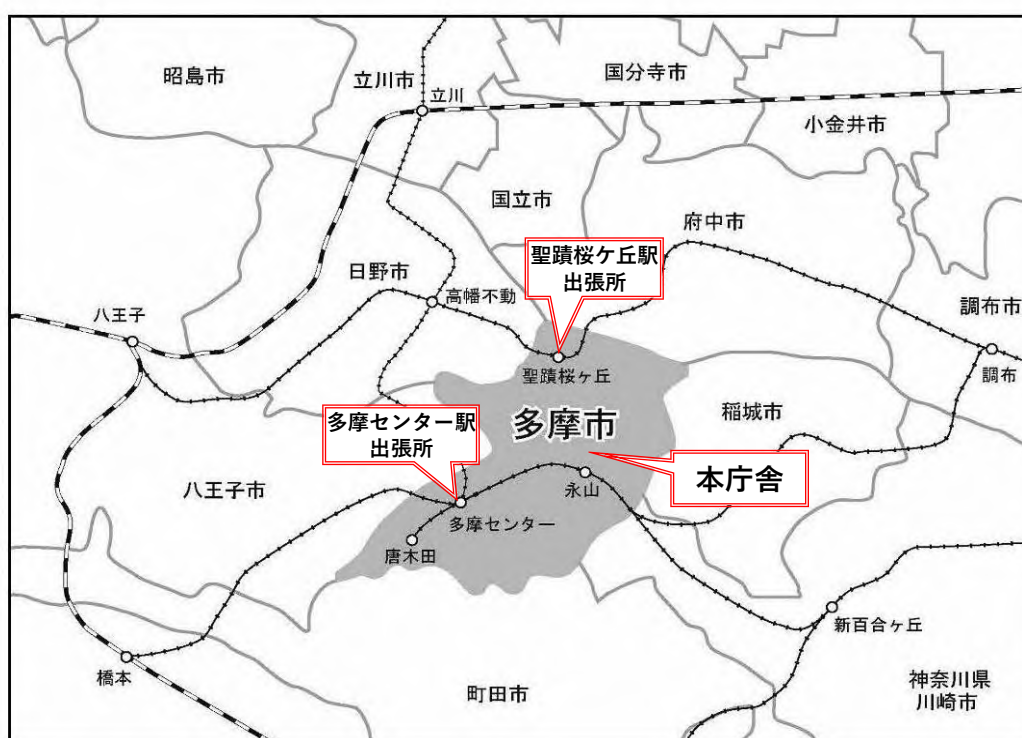 昭島市
立川市
国分寺市
立川
小金井市
国立市
府中市
聖蹟桜ケ丘駅
出張所
日野市
高幡不動
調布市
八王子
調布
聖蹟桜ヶ丘
稲城市
多摩センター駅
出張所
多摩市
本庁舎
八王子市
永山
多摩センター
唐木田
新百合ヶ丘
橋本
町田市
神奈川県
川崎市